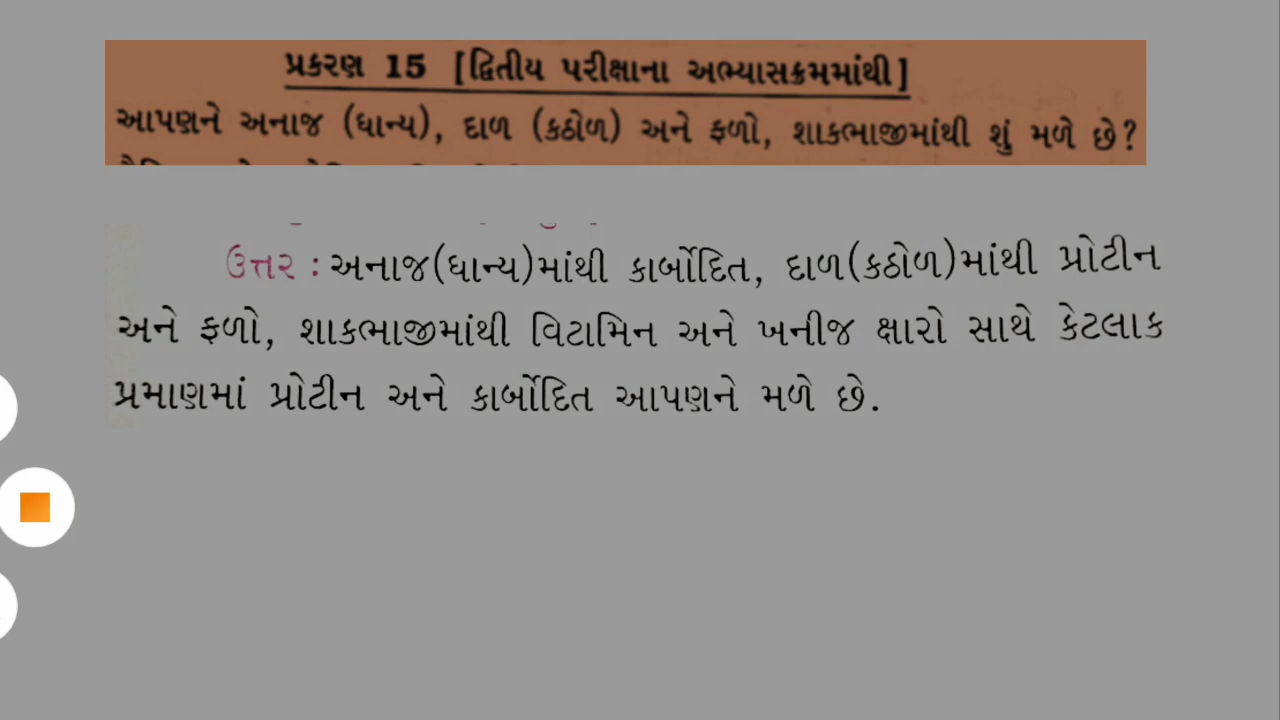 પ્રકરણ 15 [દ્વિતીય પરીક્ષાના અભ્યાસક્રમમાંથી]
આપણને અનાજ (ધાન્ય), દાળ (કઠોળ) અને ફળો, શાકભાજીમાંથી શું મળે છે?
ઉત્તર : અનાજ(ધાન્ય)માંથી કાર્બોદિત, દાળ(કઠોળ)માંથી પ્રોટીન
અને ફળો, શાકભાજીમાંથી વિટામિન અને ખનીજ ક્ષારો સાથે કેટલાક
પ્રમાણમાં પ્રોટીન અને કાર્બોદિત આપણને મળે છે.